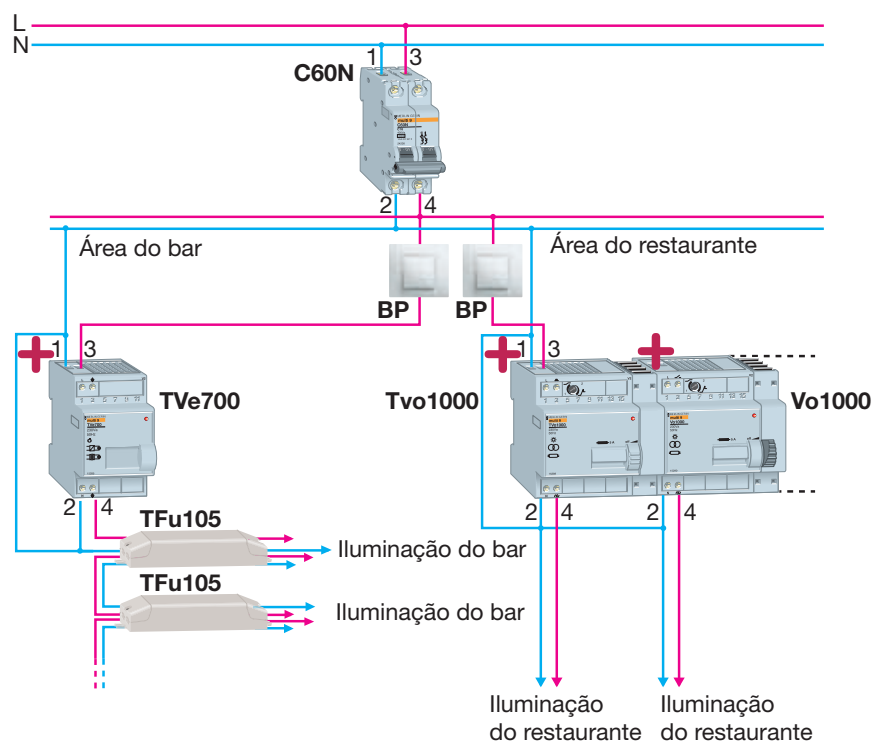 L
N
1
3
C60N
2
4
Área do bar
Área do restaurante
BP
BP
1
3
TVe700
1
3
Tvo1000
Vo1000
2
4
TFu105
Iluminação do bar
TFu105
Iluminação do bar
2
4
2
4
Iluminação
do restaurante
Iluminação
do restaurante